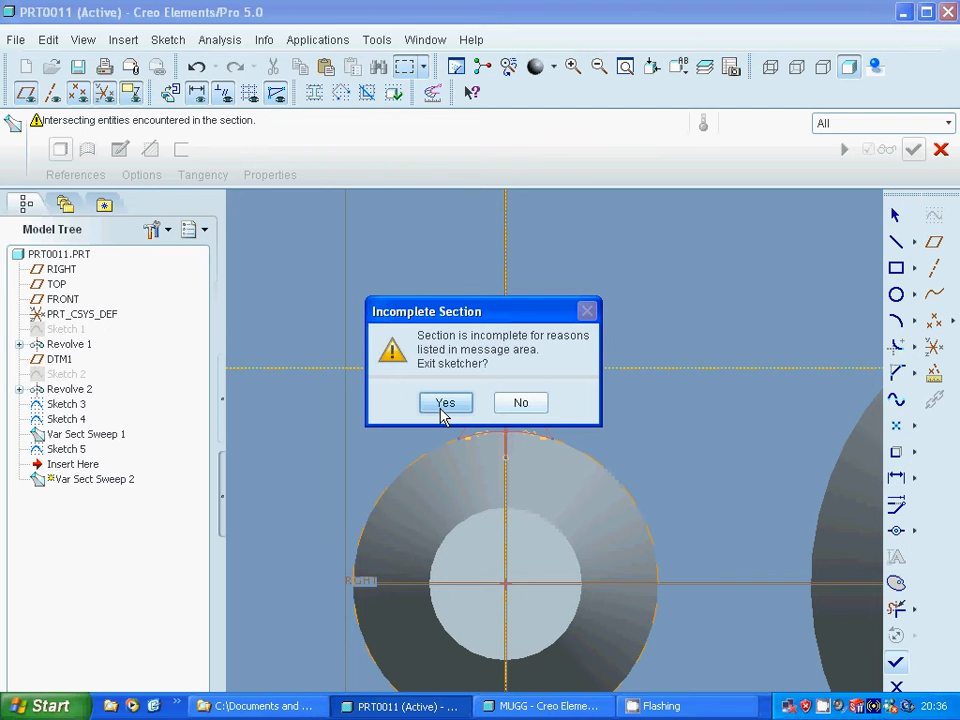 PRT0011 (Active) - Creo Elements/Pro 5.0
File Edit View Insert Sketch Analysis Info Applications Tools Window Help
Intersecting entities encountered in the section.
All
References Options Tangency Properties
Model Tree
PRT0011.PRT
RIGHT
TOP
FRONT
PRT_CSYS_DEF
Sketch 1
Revolve 1
DTM1
Sketch 2
Revolve 2
Sketch 3
Sketch 4
Var Sect Sweep 1
Sketch 5
Insert Here
Var Sect Sweep 2
Incomplete Section
Section is incomplete for reasons
listed in message area.
Exit sketcher?
Yes No
RIGHT
Start C:\Documents and ... PRT0011 (Active) - ... MUGG - Creo Eleme... Flashing 20:36